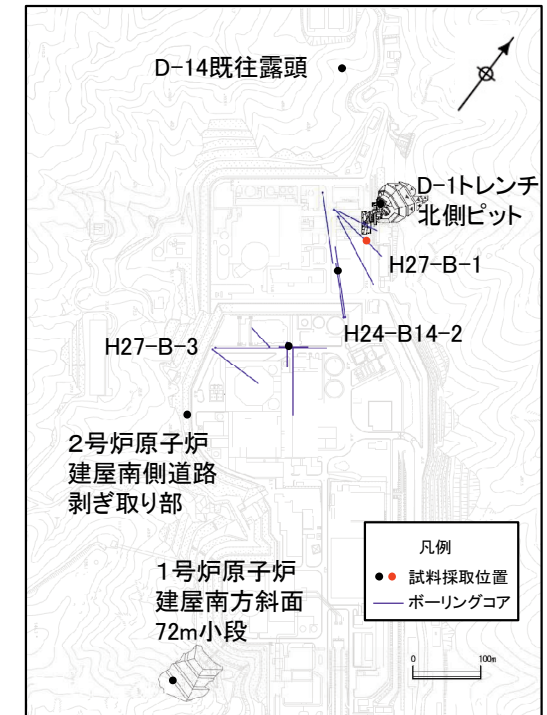 D-14既往露頭
D-1トレンチ
北側ピット
H27-B-1
H24-B14-2
H27-B-3
2号炉原子炉
建屋南側道路
剥ぎ取り部
1号炉原子炉
建屋南方斜面
72m小段
凡例
試料採取位置
ボーリングコア
0 100m